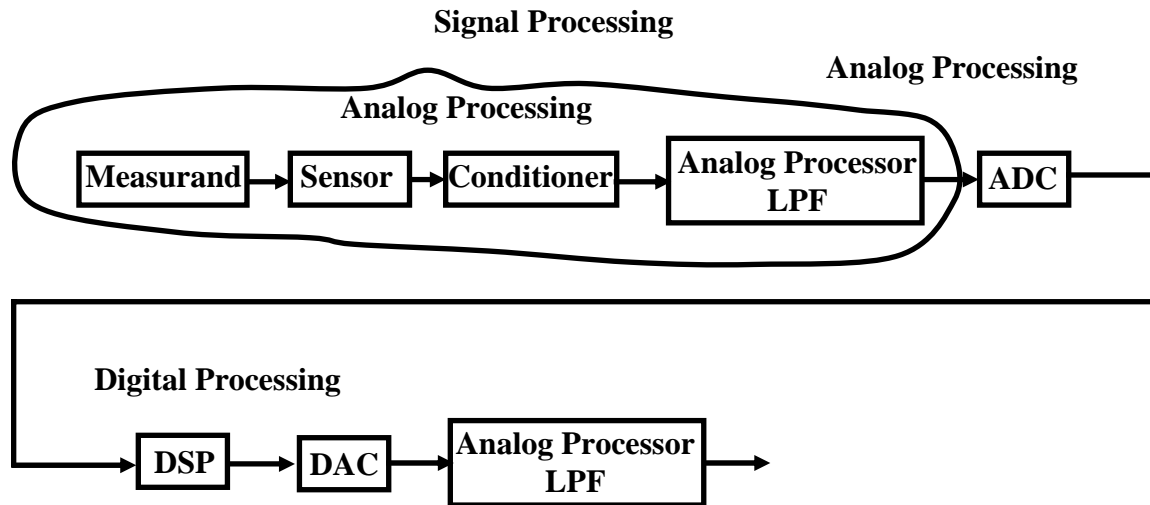 Signal Processing
Analog Processing
Analog Processing
Measurand
Sensor
Conditioner
Analog Processor
LPF
ADC
Digital Processing
DSP
DAC
Analog Processor
LPF